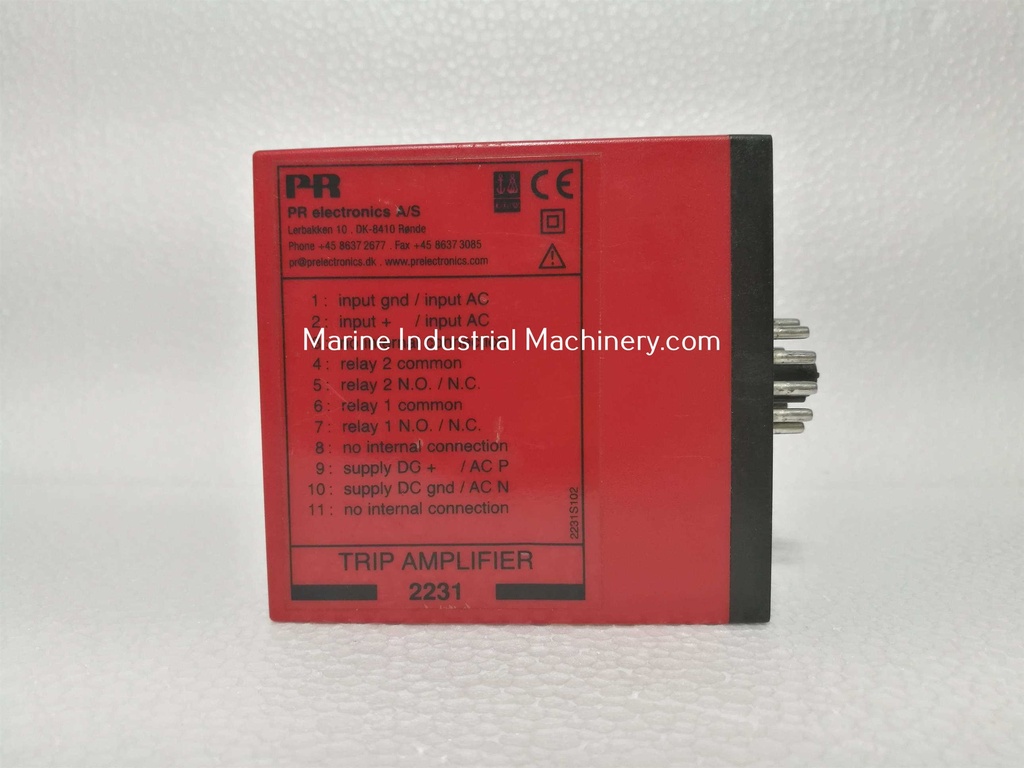 PR
CE
PR electronics A/S
Lerbakken 10 . DK-8410 Rønde
Phone +45 8637 2677 . Fax +45 8637 3085
pr@prelectronics.dk . www.prelectronics.com
1 : input gnd / input AC
2 : input + / input AC
Marine Industrial Machinery.com
4 : relay 2 common
5 : relay 2 N.O. / N.C.
6 : relay 1 common
7 : relay 1 N.O. / N.C.
8 : no internal connection
9 : supply DC + / AC P
10 : supply DC gnd / AC N
11 : no internal connection
2231S102
TRIP AMPLIFIER
2231